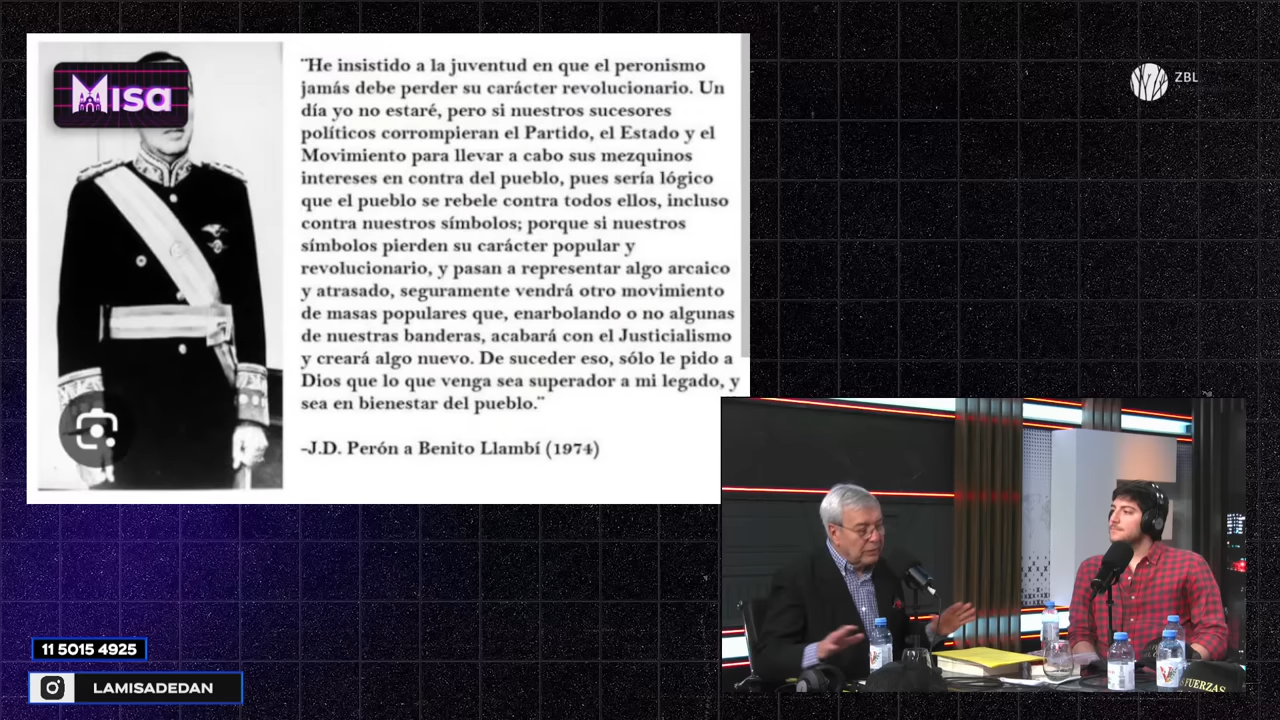 MISA
ZBL
"He insistido a la juventud en que el peronismo
jamás debe perder su carácter revolucionario. Un
día yo no estaré, pero si nuestros sucesores
políticos corrompieran el Partido, el Estado y el
Movimiento para llevar a cabo sus mezquinos
intereses en contra del pueblo, pues sería lógico
que el pueblo se rebele contra todos ellos, incluso
contra nuestros símbolos; porque si nuestros
símbolos pierden su carácter popular y
revolucionario, y pasan a representar algo arcaico
y atrasado, seguramente vendrá otro movimiento
de masas populares que, enarbolando o no algunas
de nuestras banderas, acabará con el Justicialismo
y creará algo nuevo. De suceder eso, sólo le pido a
Dios que lo que venga sea superador a mi legado, y
sea en bienestar del pueblo."
-J.D. Perón a Benito Llambí (1974)
11 5015 4925
LAMISADEDAN
FUERZAS